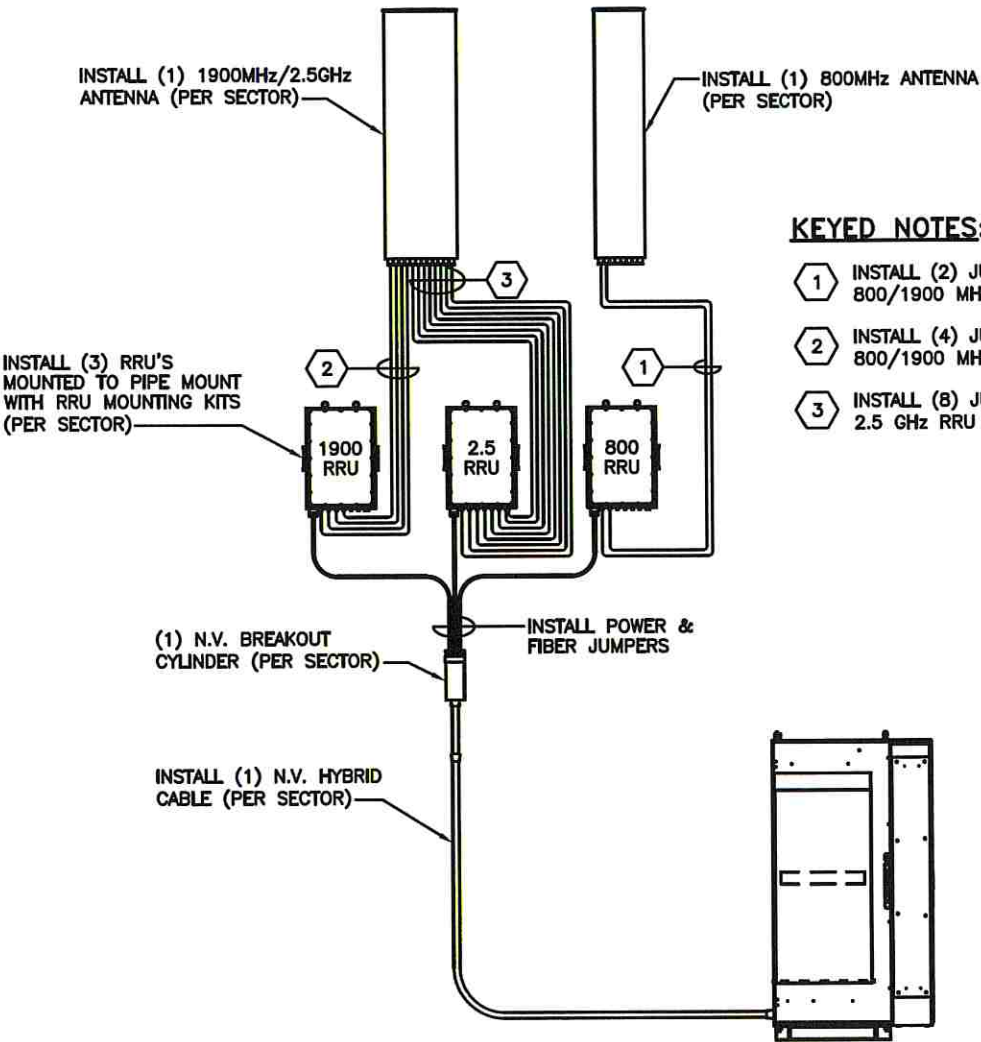 INSTALL (1) 1900MHz/2.5GHz
ANTENNA (PER SECTOR)
INSTALL (1) 800MHz ANTENNA
(PER SECTOR)
KEYED NOTES:
1
INSTALL (2)
800/1900
2
INSTALL (4)
800/1900
3
INSTALL (8)
2.5 GHz RRU
3
2
1
INSTALL (3) RRU'S
MOUNTED TO PIPE MOUNT
WITH RRU MOUNTING KITS
(PER SECTOR)
1900
RRU
2.5
RRU
800
RRU
INSTALL POWER &
FIBER JUMPERS
(1) N.V. BREAKOUT
CYLINDER (PER SECTOR)
INSTALL (1) N.V. HYBRID
CABLE (PER SECTOR)